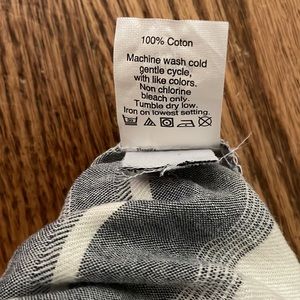 100% Coton
Machine wash cold
gentle cycle,
with like colors.
Non chlorine
bleach only.
Tumble dry low.
Iron on lowest setting.